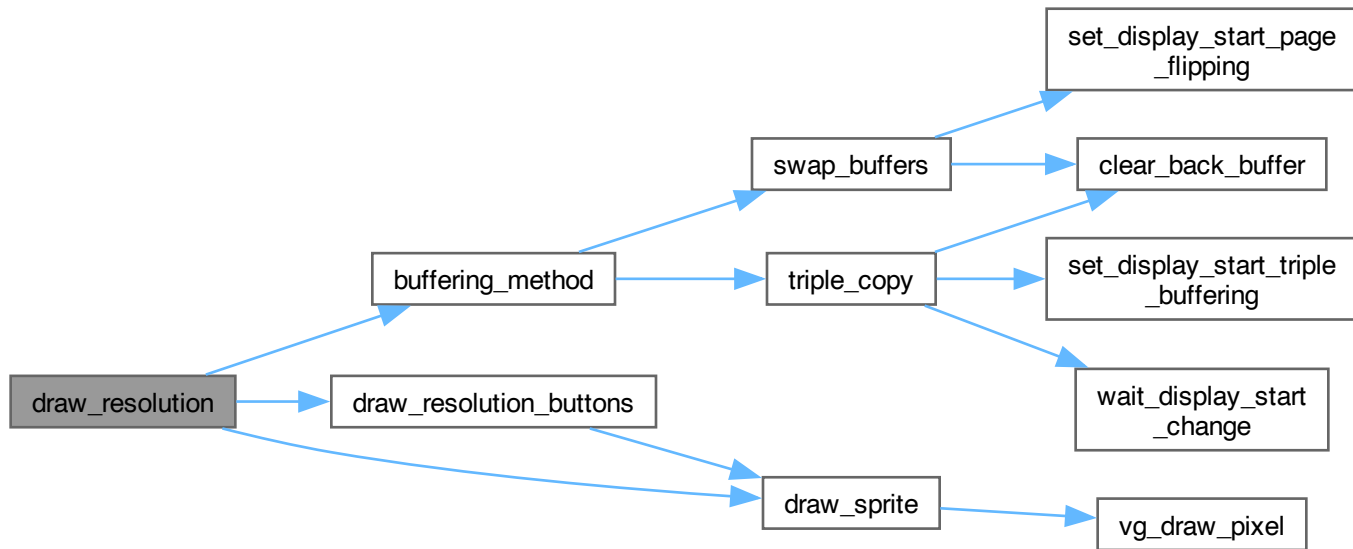 set_display_start_page
_flipping
swap_buffers
clear_back_buffer
buffering_method
triple_copy
set_display_start_triple
_buffering
draw_resolution
draw_resolution_buttons
wait_display_start
_change
draw_sprite
vg_draw_pixel